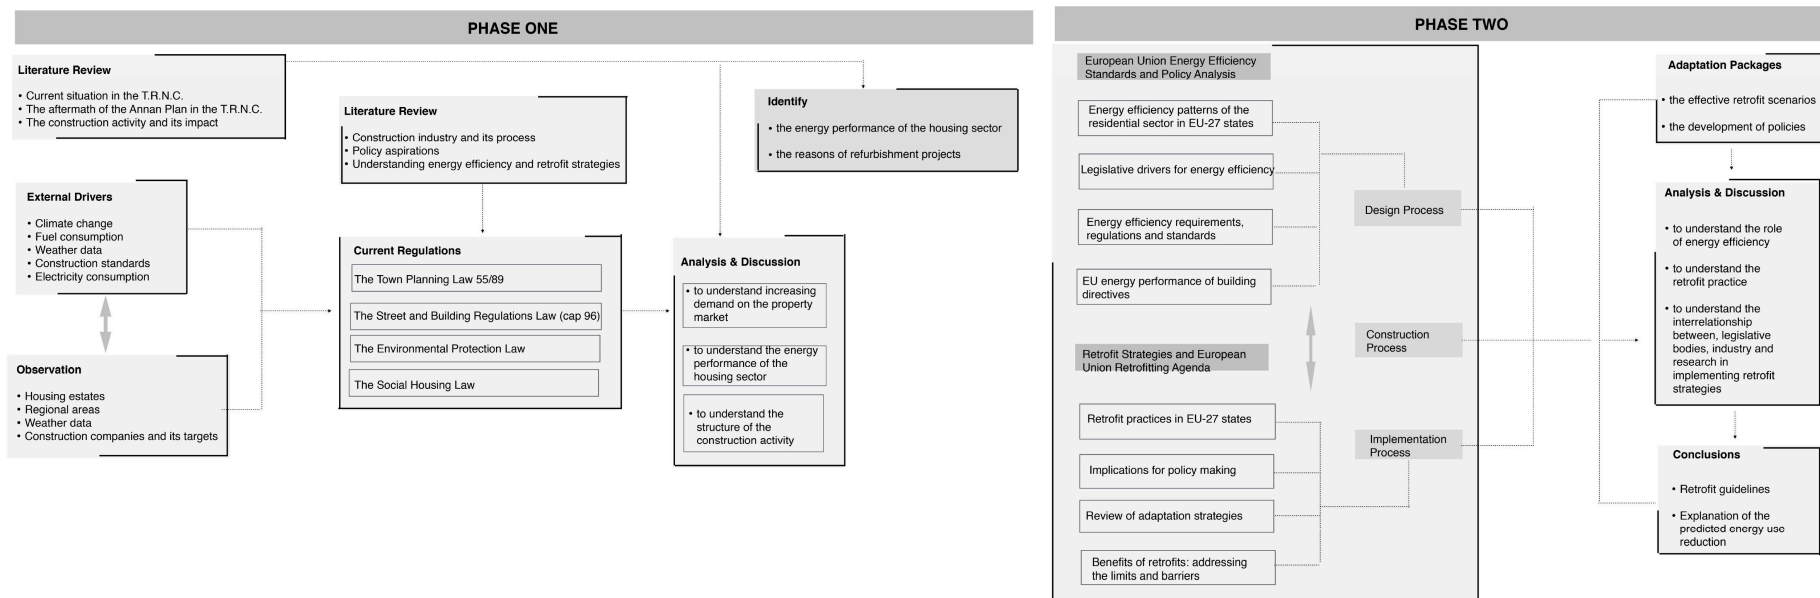 PHASE ONE
Literature Review
• Current situation in the T.R.N.C.
• The aftermath of the Annan Plan in the T.R.N.C.
• The construction activity and its impact
External Drivers
• Climate change
• Fuel consumption
• Weather data
• Construction standards
• Electricity consumption
Observation
• Housing estates
• Regional areas
• Weather data
• Construction companies and its targets
Literature Review
• Construction industry and its process
• Policy aspirations
• Understanding energy efficiency and retrofit strategies
Current Regulations
The Town Planning Law 55/89
The Street and Building Regulations Law (cap 96)
The Environmental Protection Law
The Social Housing Law
Identify
• the energy performance of the housing sector
• the reasons of refurbishment projects
Analysis & Discussion
• to understand increasing
demand on the property
market
• to understand the energy
performance of the
housing sector
• to understand the
structure of the
construction activity
PHASE TWO
European Union Energy Efficiency
Standards and Policy Analysis
Energy efficiency patterns of the
residential sector in EU-27 states
Legislative drivers for energy efficiency
Energy efficiency requirements,
regulations and standards
EU energy performance of building
directives
Retrofit Strategies and European
Union Retrofitting Agenda
Retrofit practices in EU-27 states
Implications for policy making
Review of adaptation strategies
Benefits of retrofits: addressing
the limits and barriers
Design Process
Construction
Process
Implementation
Process
Adaptation Packages
• the effective retrofit scenarios
• the development of policies
Analysis & Discussion
• to understand the role
of energy efficiency
• to understand the
retrofit practice
• to understand the
interrelationship
between, legislative
bodies, industry and
research in
implementing retrofit
strategies
Conclusions
• Retrofit guidelines
• Explanation of the
predicted energy use
reduction